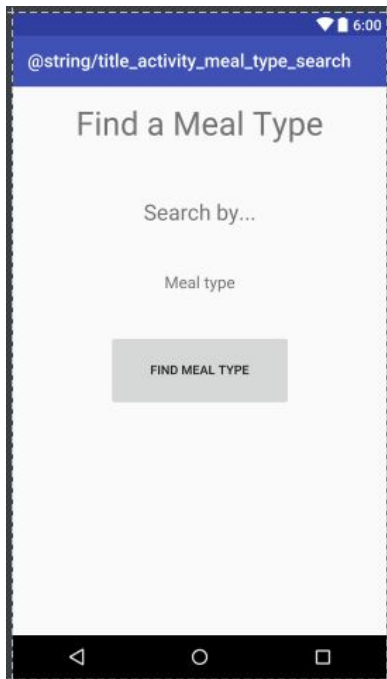 6:00
@string/title_activity_meal_type_search
Find a Meal Type
Search by...
Meal type
FIND MEAL TYPE